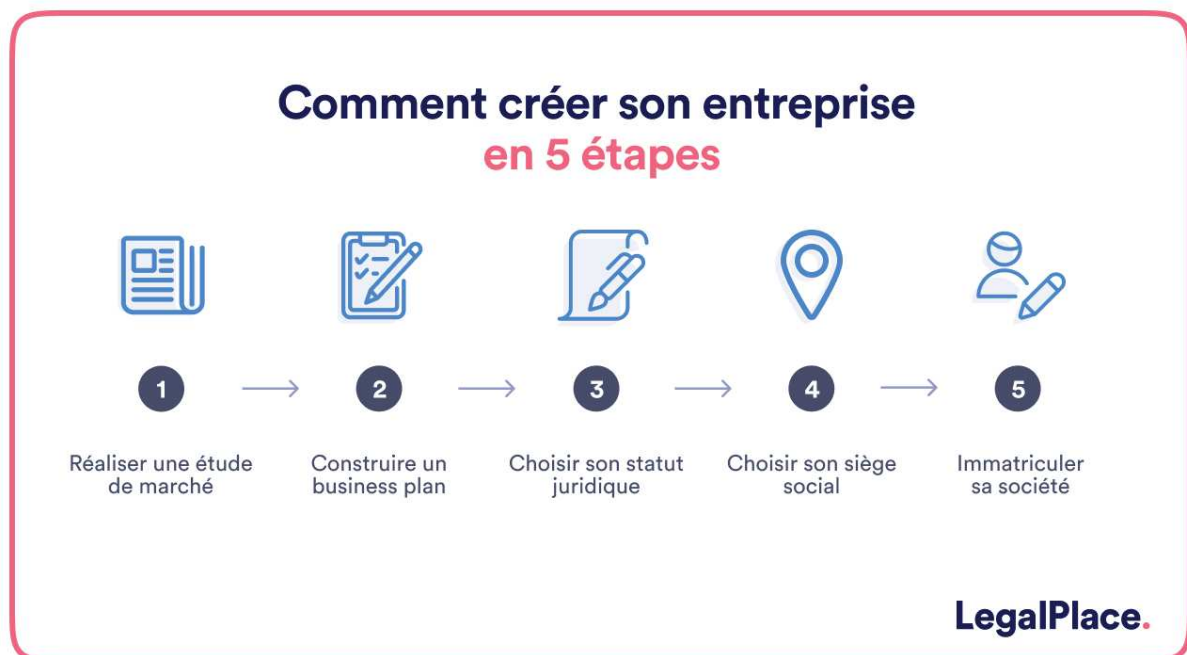 Comment créer son entreprise
en 5 étapes
1
2
3
4
5
Réaliser une étude
de marché
Construire un
business plan
Choisir son statut
juridique
Choisir son siège
social
Immatriculer
sa société
LegalPlace.